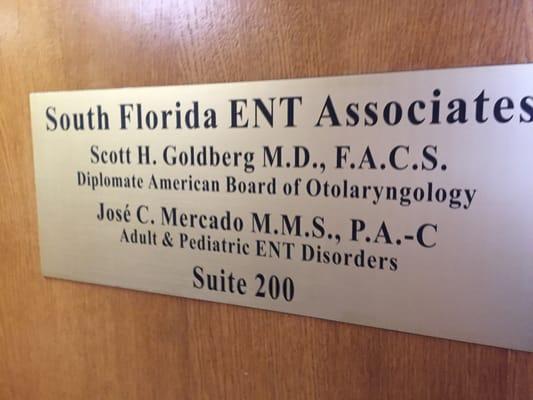 South Florida ENT Associates
Scott H. Goldberg M.D., F.A.C.S.
Diplomate American Board of Otolaryngology
José C. Mercado M.M.S., P.A.-C
Adult & Pediatric ENT Disorders
Suite 200